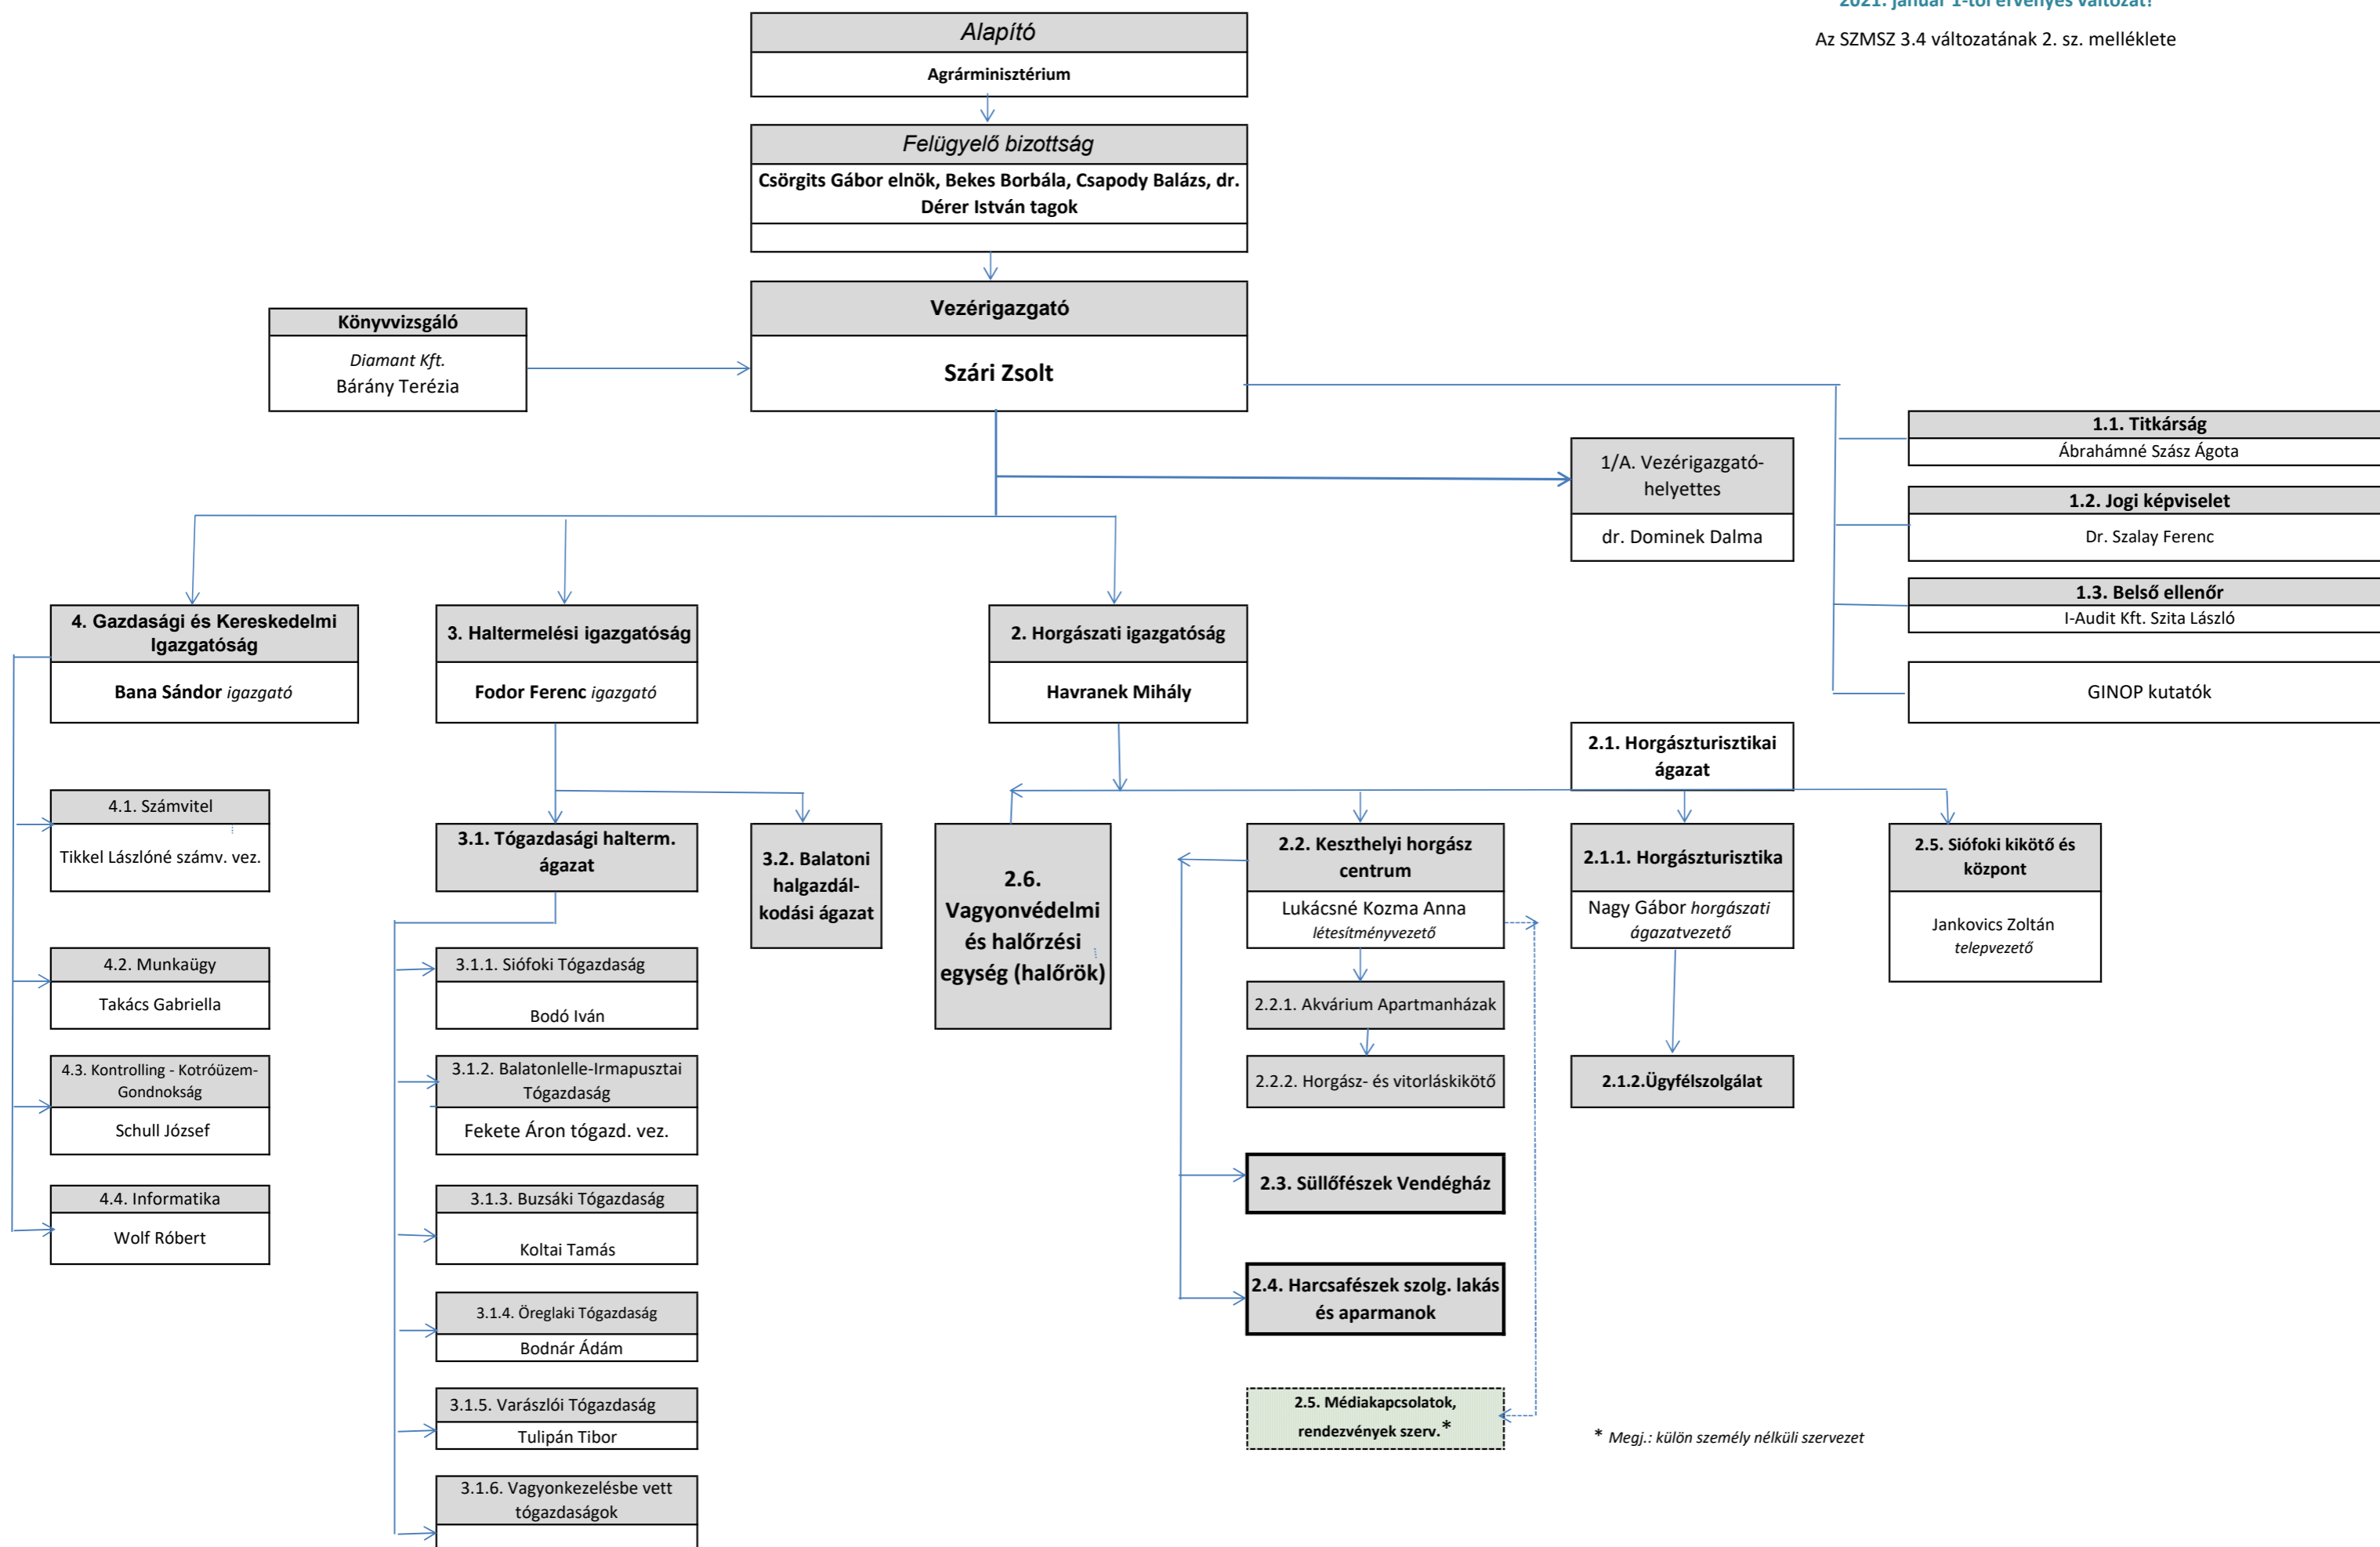 2021. január 1-től érvényes változat!
Az SZMSZ 3.4 változatának 2. sz. melléklete
Alapító
Agrárminisztérium
Felügyelő bizottság
Csörgits Gábor elnök, Bekes Borbála, Csapody Balázs, dr.
Dérer István tagok
Vezérigazgató
Szári Zsolt
Könyvvizsgáló
Diamant Kft.
Bárány Terézia
1/A. Vezérigazgató-
helyettes
dr. Dominek Dalma
1.1. Titkárság
Ábrahámné Szász Ágota
1.2. Jogi képviselet
Dr. Szalay Ferenc
1.3. Belső ellenőr
I-Audit Kft. Szita László
GINOP kutatók
4. Gazdasági és Kereskedelmi
Igazgatóság
Bana Sándor igazgató
3. Haltermelési igazgatóság
Fodor Ferenc igazgató
2. Horgászati igazgatóság
Havranek Mihály
2.1. Horgászturisztikai
ágazat
4.1. Számvitel
Tikkel Lászlóné számv. vez.
4.2. Munkaügy
Takács Gabriella
4.3. Kontrolling - Kotróüzem-
Gondnokság
Schull József
4.4. Informatika
Wolf Róbert
3.1. Tógazdasági halterm.
ágazat
3.2. Balatoni
halgazdál-
kodási ágazat
3.1.1. Siófoki Tógazdaság
Bodó Iván
3.1.2. Balatonlelle-Irmapusztai
Tógazdaság
Fekete Áron tógazd. vez.
3.1.3. Buzsáki Tógazdaság
Koltai Tamás
3.1.4. Öreglaki Tógazdaság
Bodnár Ádám
3.1.5. Varászlói Tógazdaság
Tulipán Tibor
3.1.6. Vagyonkezelésbe vett
tógazdaságok
2.6.
Vagyonvédelmi
és halőrzési
egység (halőrök)
2.2. Keszthelyi horgász
centrum
Lukácsné Kozma Anna
létesítményvezető
2.2.1. Akvárium Apartmanházak
2.2.2. Horgász- és vitorláskikötő
2.3. Süllőfészek Vendégház
2.4. Harcsafészek szolg. lakás
és aparmanok
2.5. Médiakapcsolatok,
rendezvények szerv.*
2.1.1. Horgászturisztika
Nagy Gábor horgászati
ágazatvezető
2.1.2.Ügyfélszolgálat
2.5. Siófoki kikötő és
központ
Jankovics Zoltán
telepvezető
* Megj.: külön személy nélküli szervezet